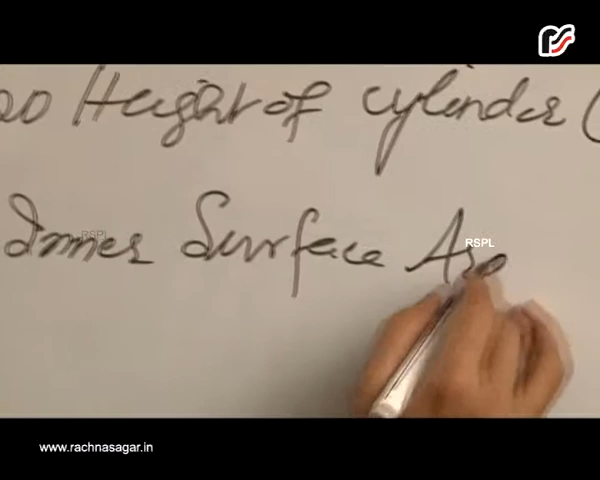 Height of cylinder (
Inner Surface Are
RSPL
RSPL
www.rachnasagar.in